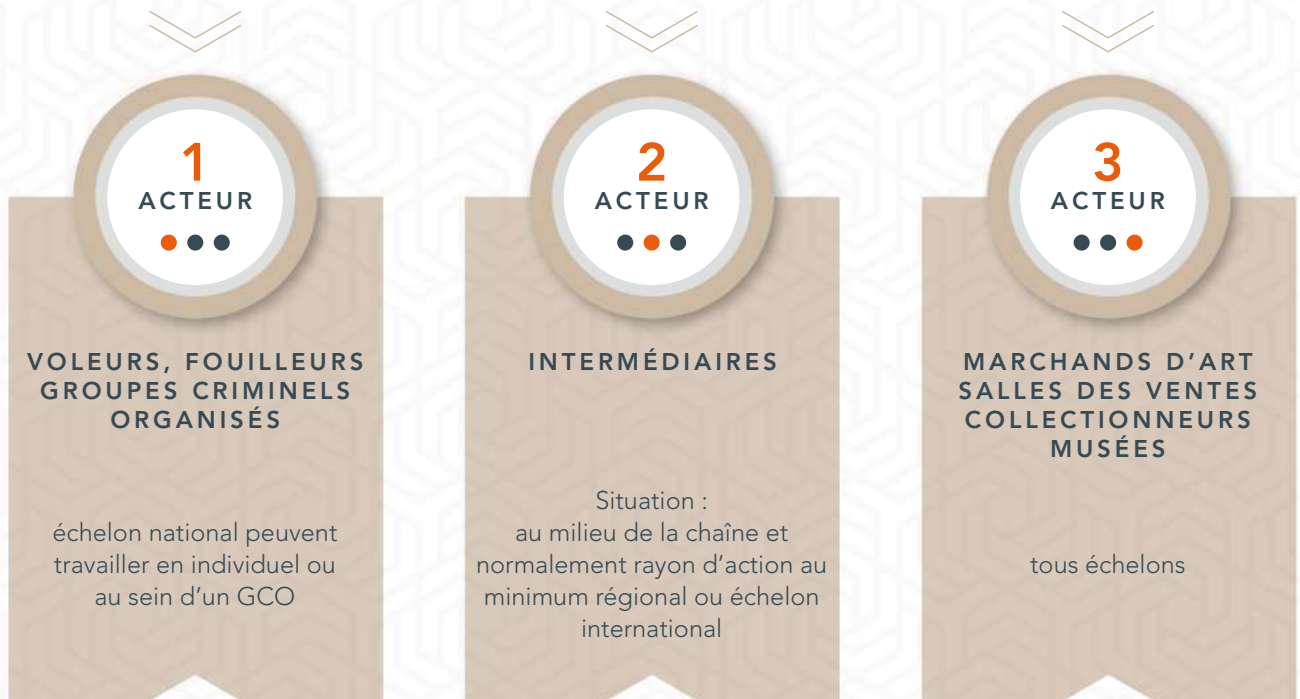 1
ACTEUR
VOLEURS, FOUILLEURS
GROUPES CRIMINELS
ORGANISÉS
échelon national peuvent
travailler en individuel ou
au sein d'un GCO
2
ACTEUR
INTERMÉDIAIRES
Situation :
au milieu de la chaîne et
normalement rayon d'action au
minimum régional ou échelon
international
3
ACTEUR
MARCHANDS D'ART
SALLES DES VENTES
COLLECTIONNEURS
MUSÉES
tous échelons